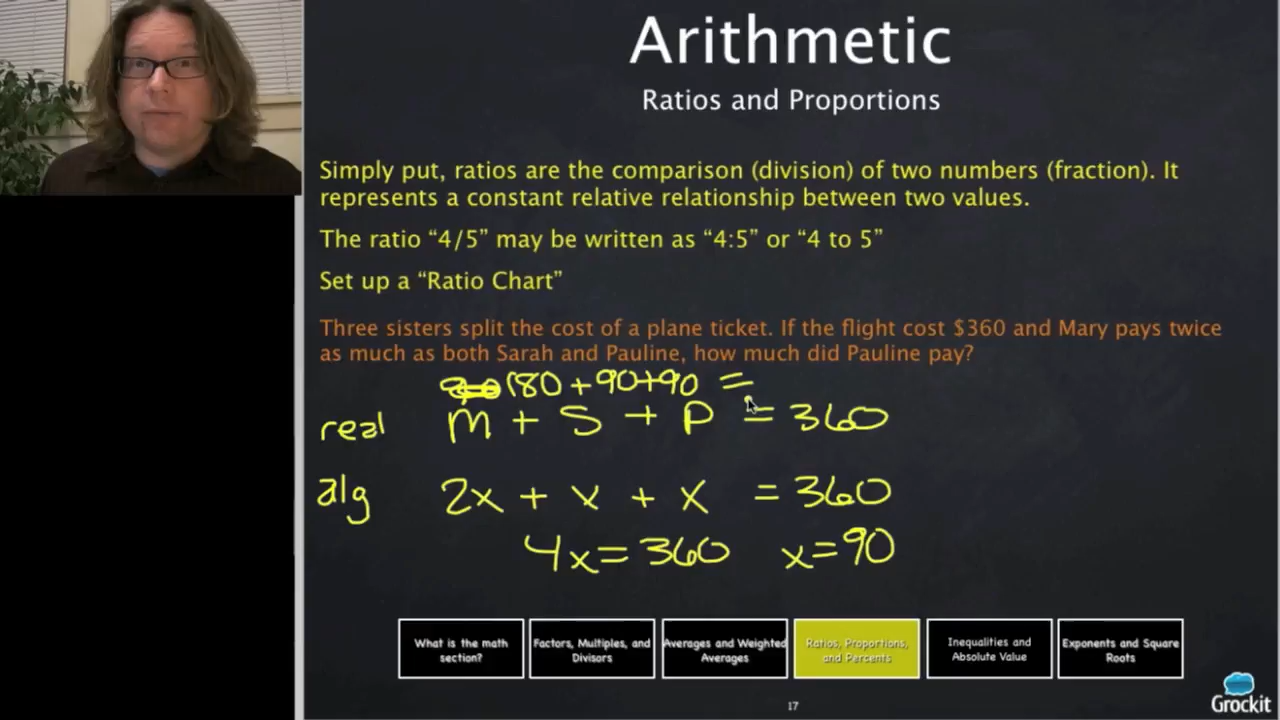 Arithmetic
Ratios and Proportions
Simply put, ratios are the comparison (division) of two numbers (fraction). It
represents a constant relative relationship between two values.
The ratio “4/5” may be written as “4:5” or “4 to 5”
Set up a “Ratio Chart”
Three sisters split the cost of a plane ticket. If the flight cost $360 and Mary pays twice
as much as both Sarah and Pauline, how much did Pauline pay?
180 + 90 + 90 =
real M + S + P = 360
alg 2x + x + x = 360
4x = 360 x = 90
What is the math
section?
Factors, Multiples, and
Divisors
Averages and Weighted
Averages
Ratios, Proportions,
and Percents
Inequalities and
Absolute Value
Exponents and Square
Roots
17
Grockit